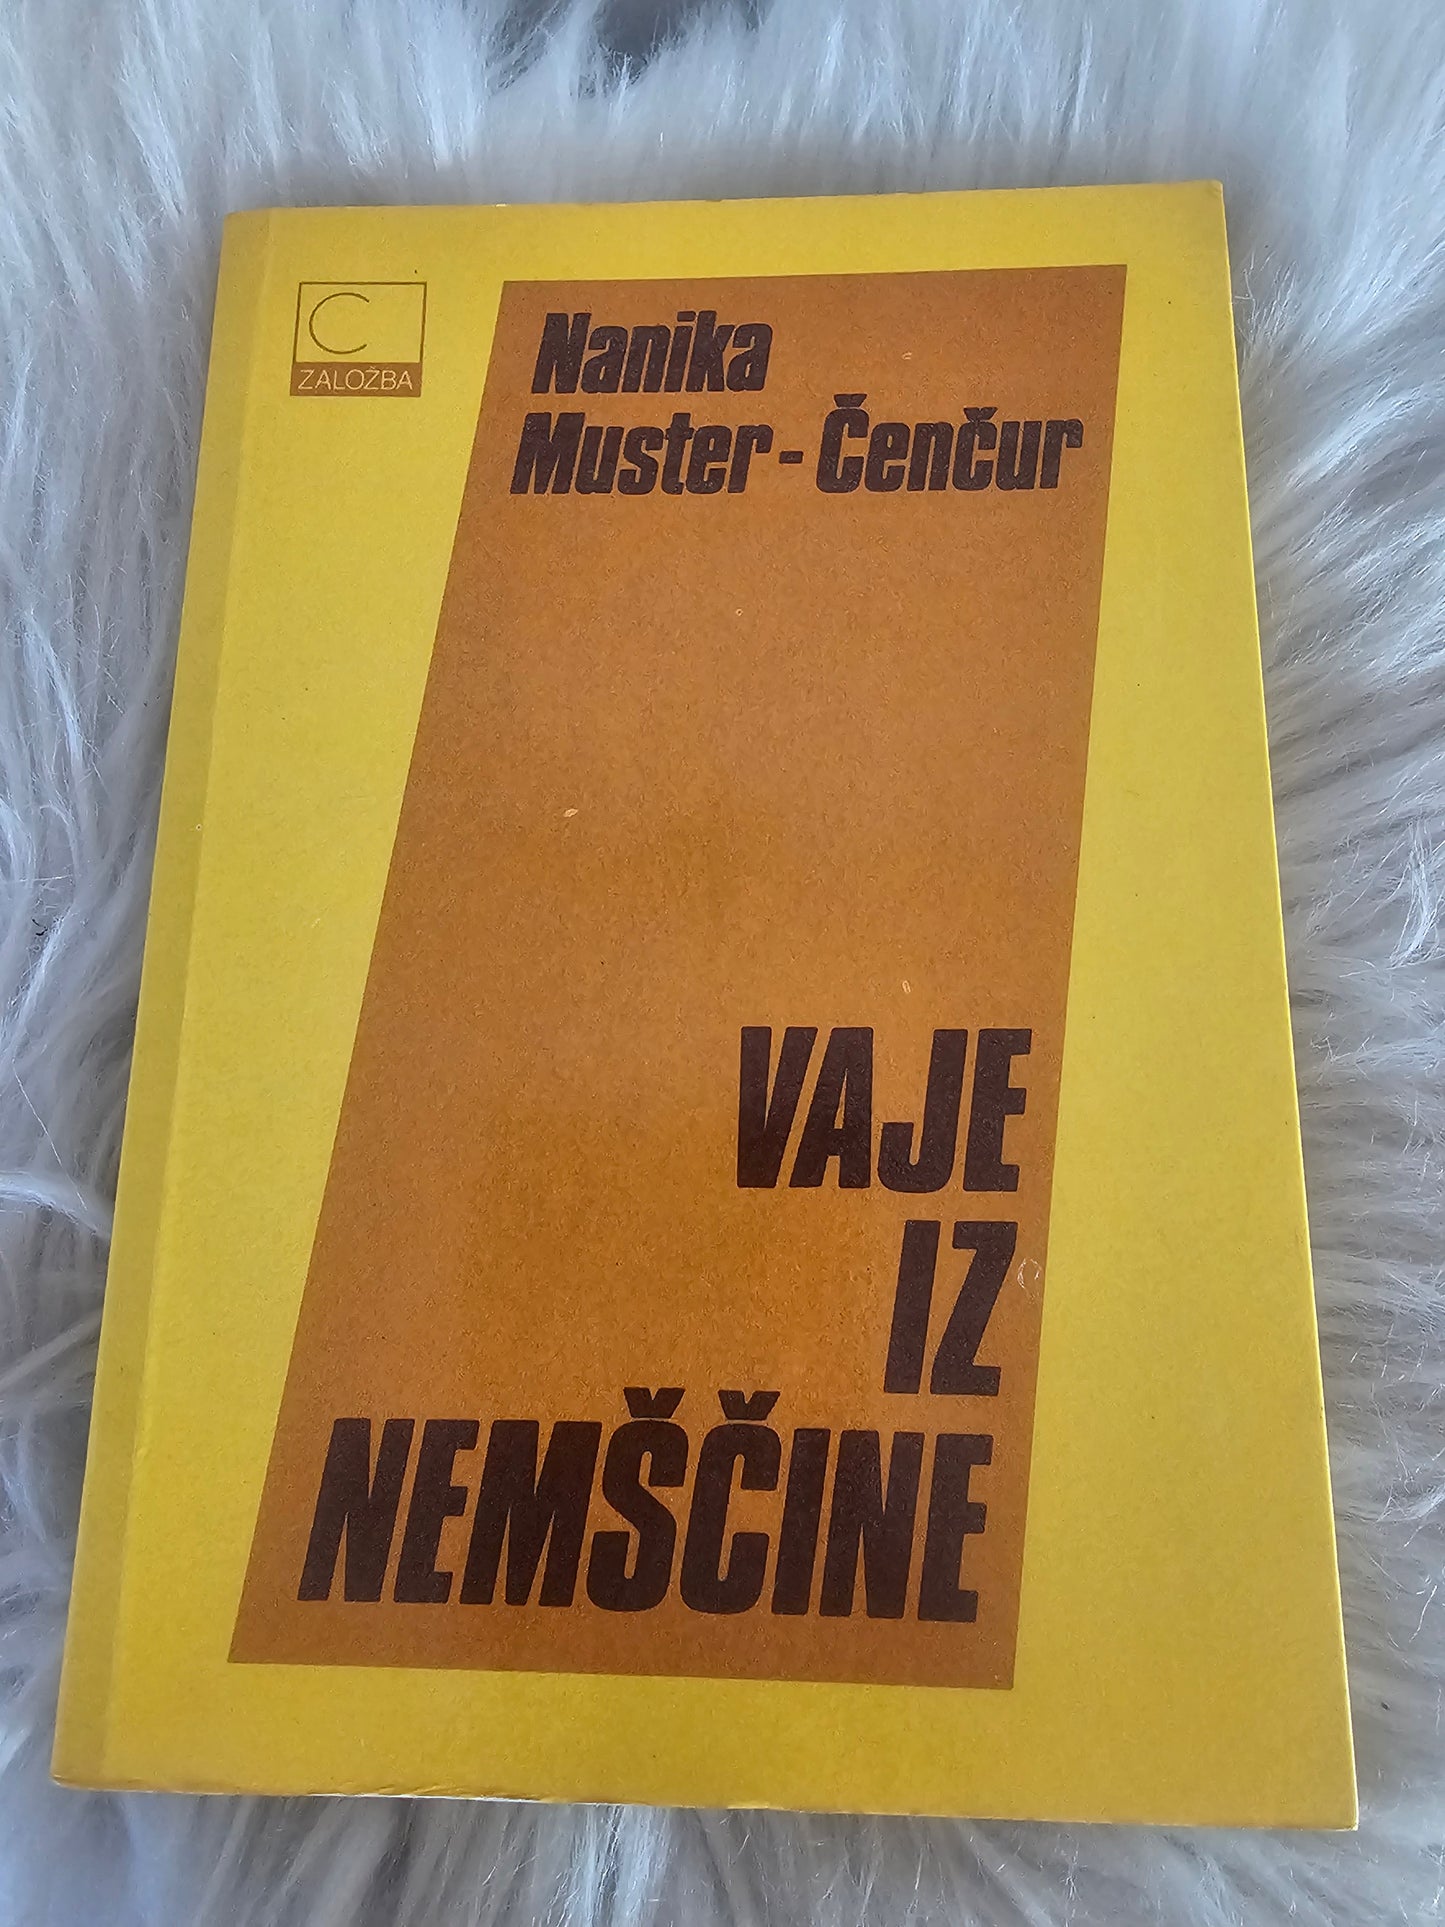 C
ZALOŽBA
Nanika
Muster-Čenčur
VAJE
IZ
NEMŠČINE